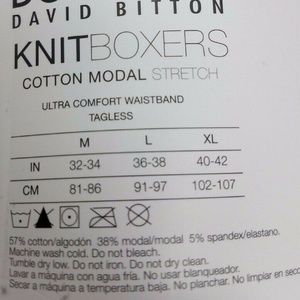 DAVID BITTON
KNITBOXERS
COTTON MODAL STRETCH
ULTRA COMFORT WAISTBAND
TAGLESS
M L XL
IN 32-34 36-38 40-42
CM 81-86 91-97 102-107
57% cotton/algodón 38% modal/modal 5% spandex/elastano.
Machine wash cold. Do not bleach.
Tumble dry low. Do not iron. Do not dry clean.
Lavar a máquina con agua fria. No usar blanqueador.
Secar a máquina a temperatura baja. No planchar. No limpiar en